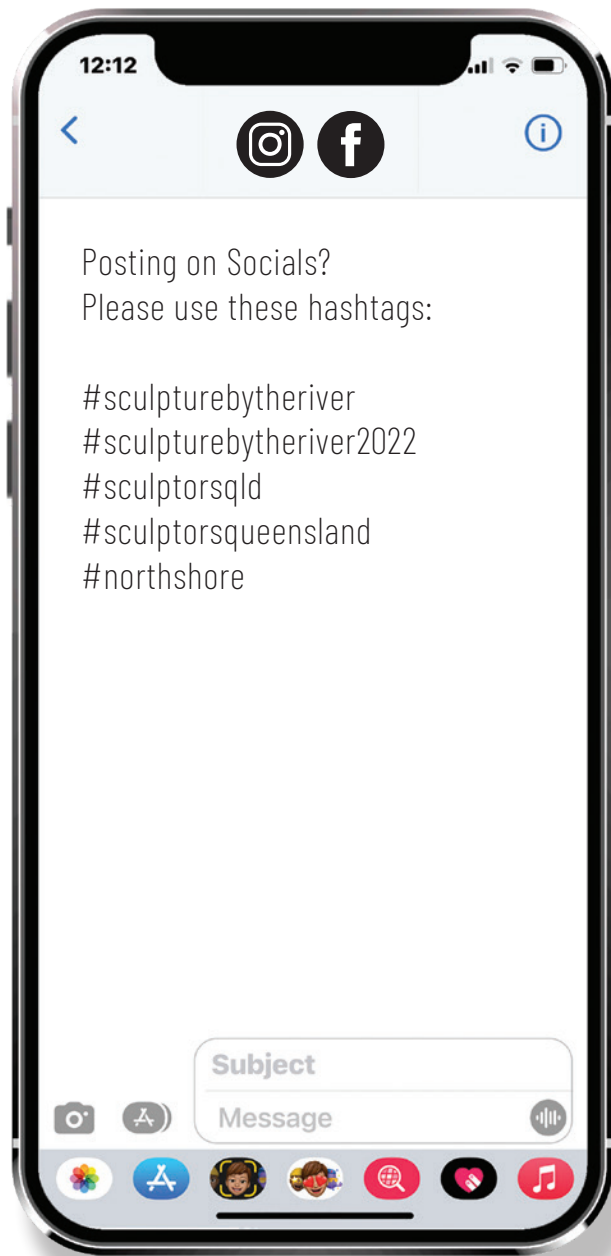 12:12
Posting on Socials?
Please use these hashtags:
#sculpturebytheriver
#sculpturebytheriver2022
#sculptorsqld
#sculptorsqueensland
#northshore
Subject
Message